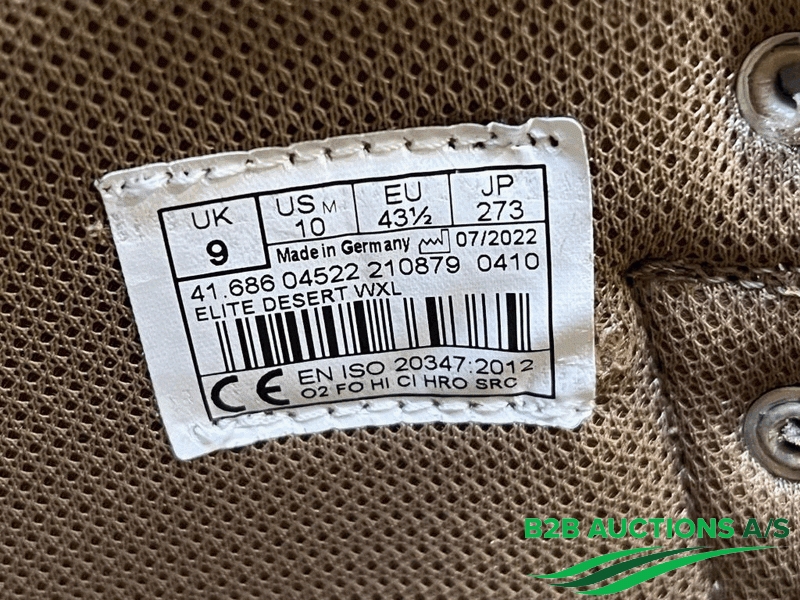 UK 9
US M 10
EU 43½
JP 273
Made in Germany 07/2022
41.686 04522 210879 0410
ELITE DESERT WXL
CE EN ISO 20347:2012
O2 FO HI CI HRO SRC
B2B AUCTIONS A/S